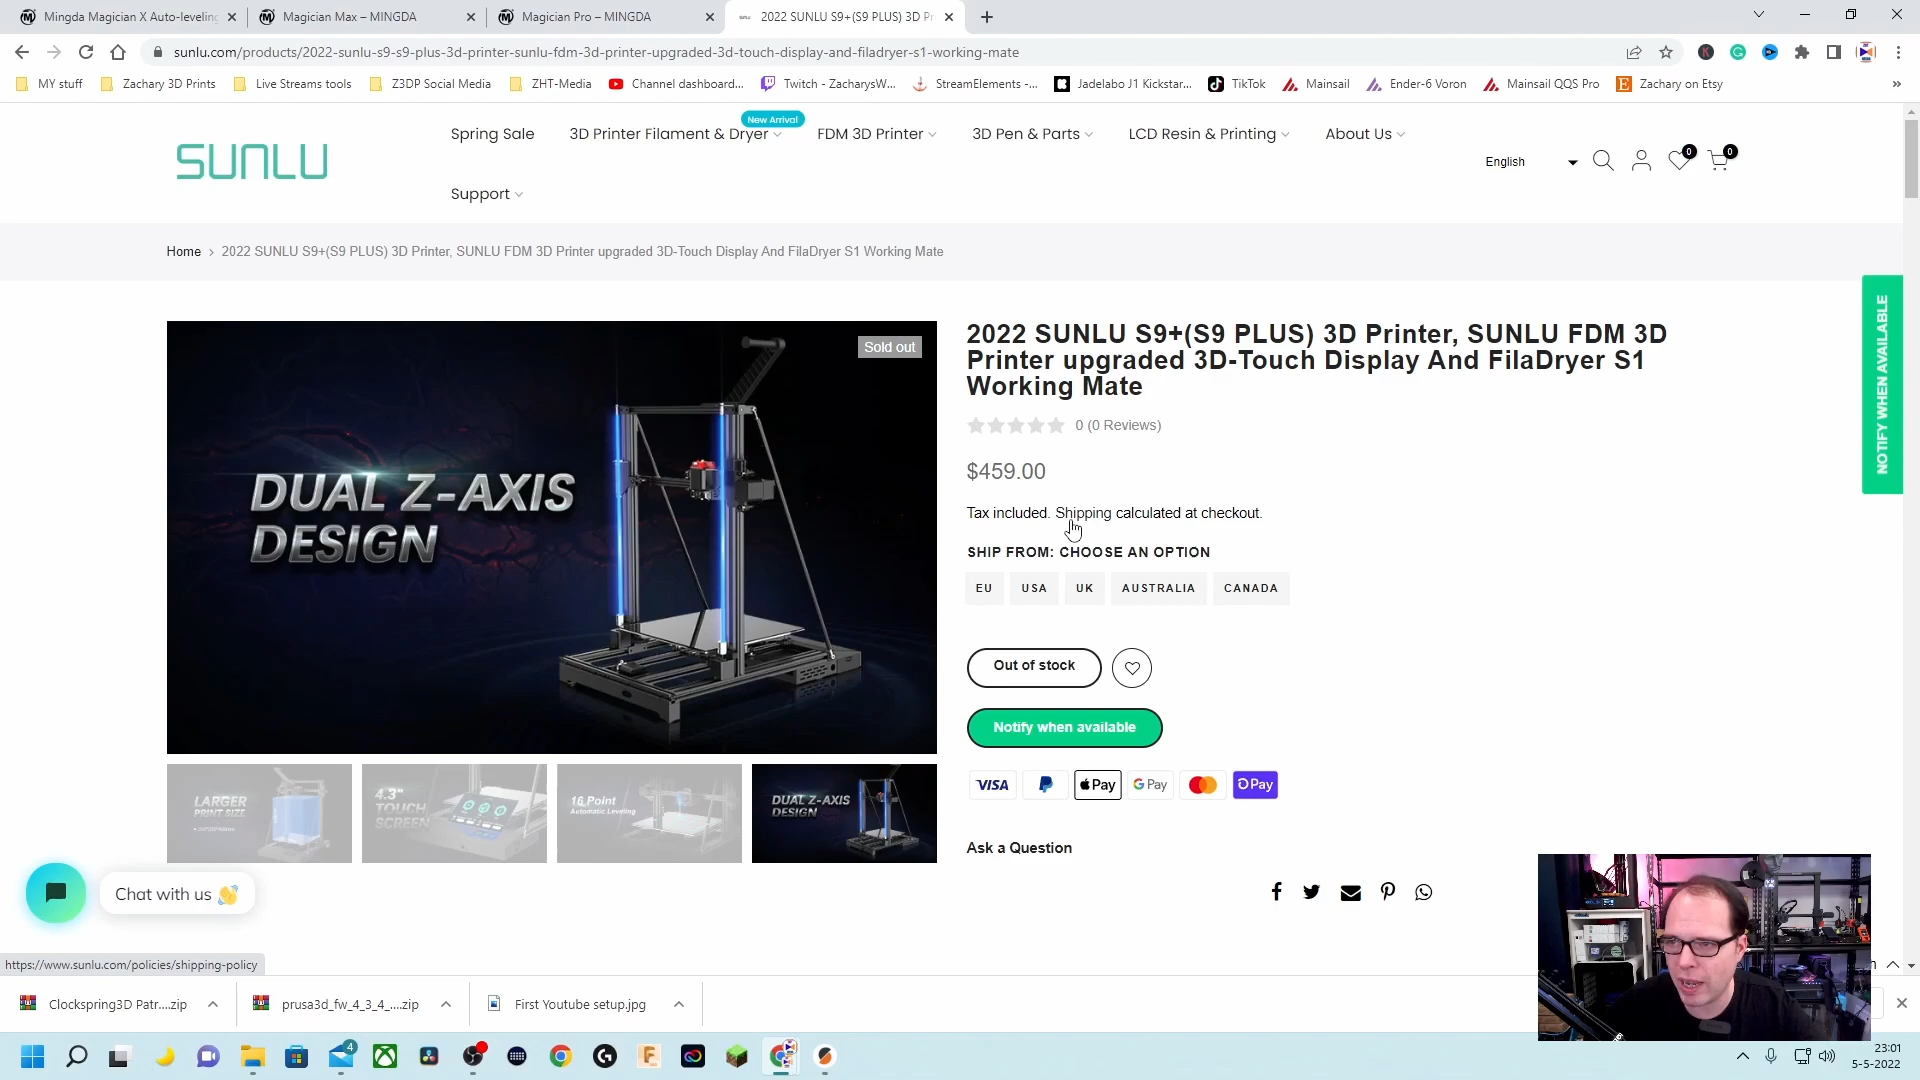 Mingda Magician X Auto-leveling
Magician Max – MINGDA
Magician Pro – MINGDA
2022 SUNLU S9+(S9 PLUS) 3D Pr
sunlu.com/products/2022-sunlu-s9-s9-plus-3d-printer-sunlu-fdm-3d-printer-upgraded-3d-touch-display-and-filadryer-s1-working-mate
MY stuff
Zachary 3D Prints
Live Streams tools
Z3DP Social Media
ZHT-Media
Channel dashboard...
Twitch - ZacharysW...
StreamElements -...
Jadelabo J1 Kickstar...
TikTok
Mainsail
Ender-6 Voron
Mainsail QQS Pro
Zachary on Etsy
SUNLU
Spring Sale
3D Printer Filament & Dryer
New Arrival
FDM 3D Printer
3D Pen & Parts
LCD Resin & Printing
About Us
Support
English
0
0
Home > 2022 SUNLU S9+(S9 PLUS) 3D Printer, SUNLU FDM 3D Printer upgraded 3D-Touch Display And FilaDryer S1 Working Mate
NOTIFY WHEN AVAILABLE
Sold out
DUAL Z-AXIS
DESIGN
2022 SUNLU S9+(S9 PLUS) 3D Printer, SUNLU FDM 3D
Printer upgraded 3D-Touch Display And FilaDryer S1
Working Mate
0 (0 Reviews)
$459.00
Tax included. Shipping calculated at checkout.
SHIP FROM: CHOOSE AN OPTION
EU
USA
UK
AUSTRALIA
CANADA
Out of stock
Notify when available
VISA
Pay
G Pay
Pay
Ask a Question
LARGER
PRINT SIZE
4.3"
TOUCH
SCREEN
16 Point
Automatic Leveling
DUAL Z-AXIS
DESIGN
Chat with us
https://www.sunlu.com/policies/shipping-policy
Clockspring3D Patr....zip
prusa3d_fw_4_3_4_....zip
First Youtube setup.jpg
4
23:01
5-5-2022